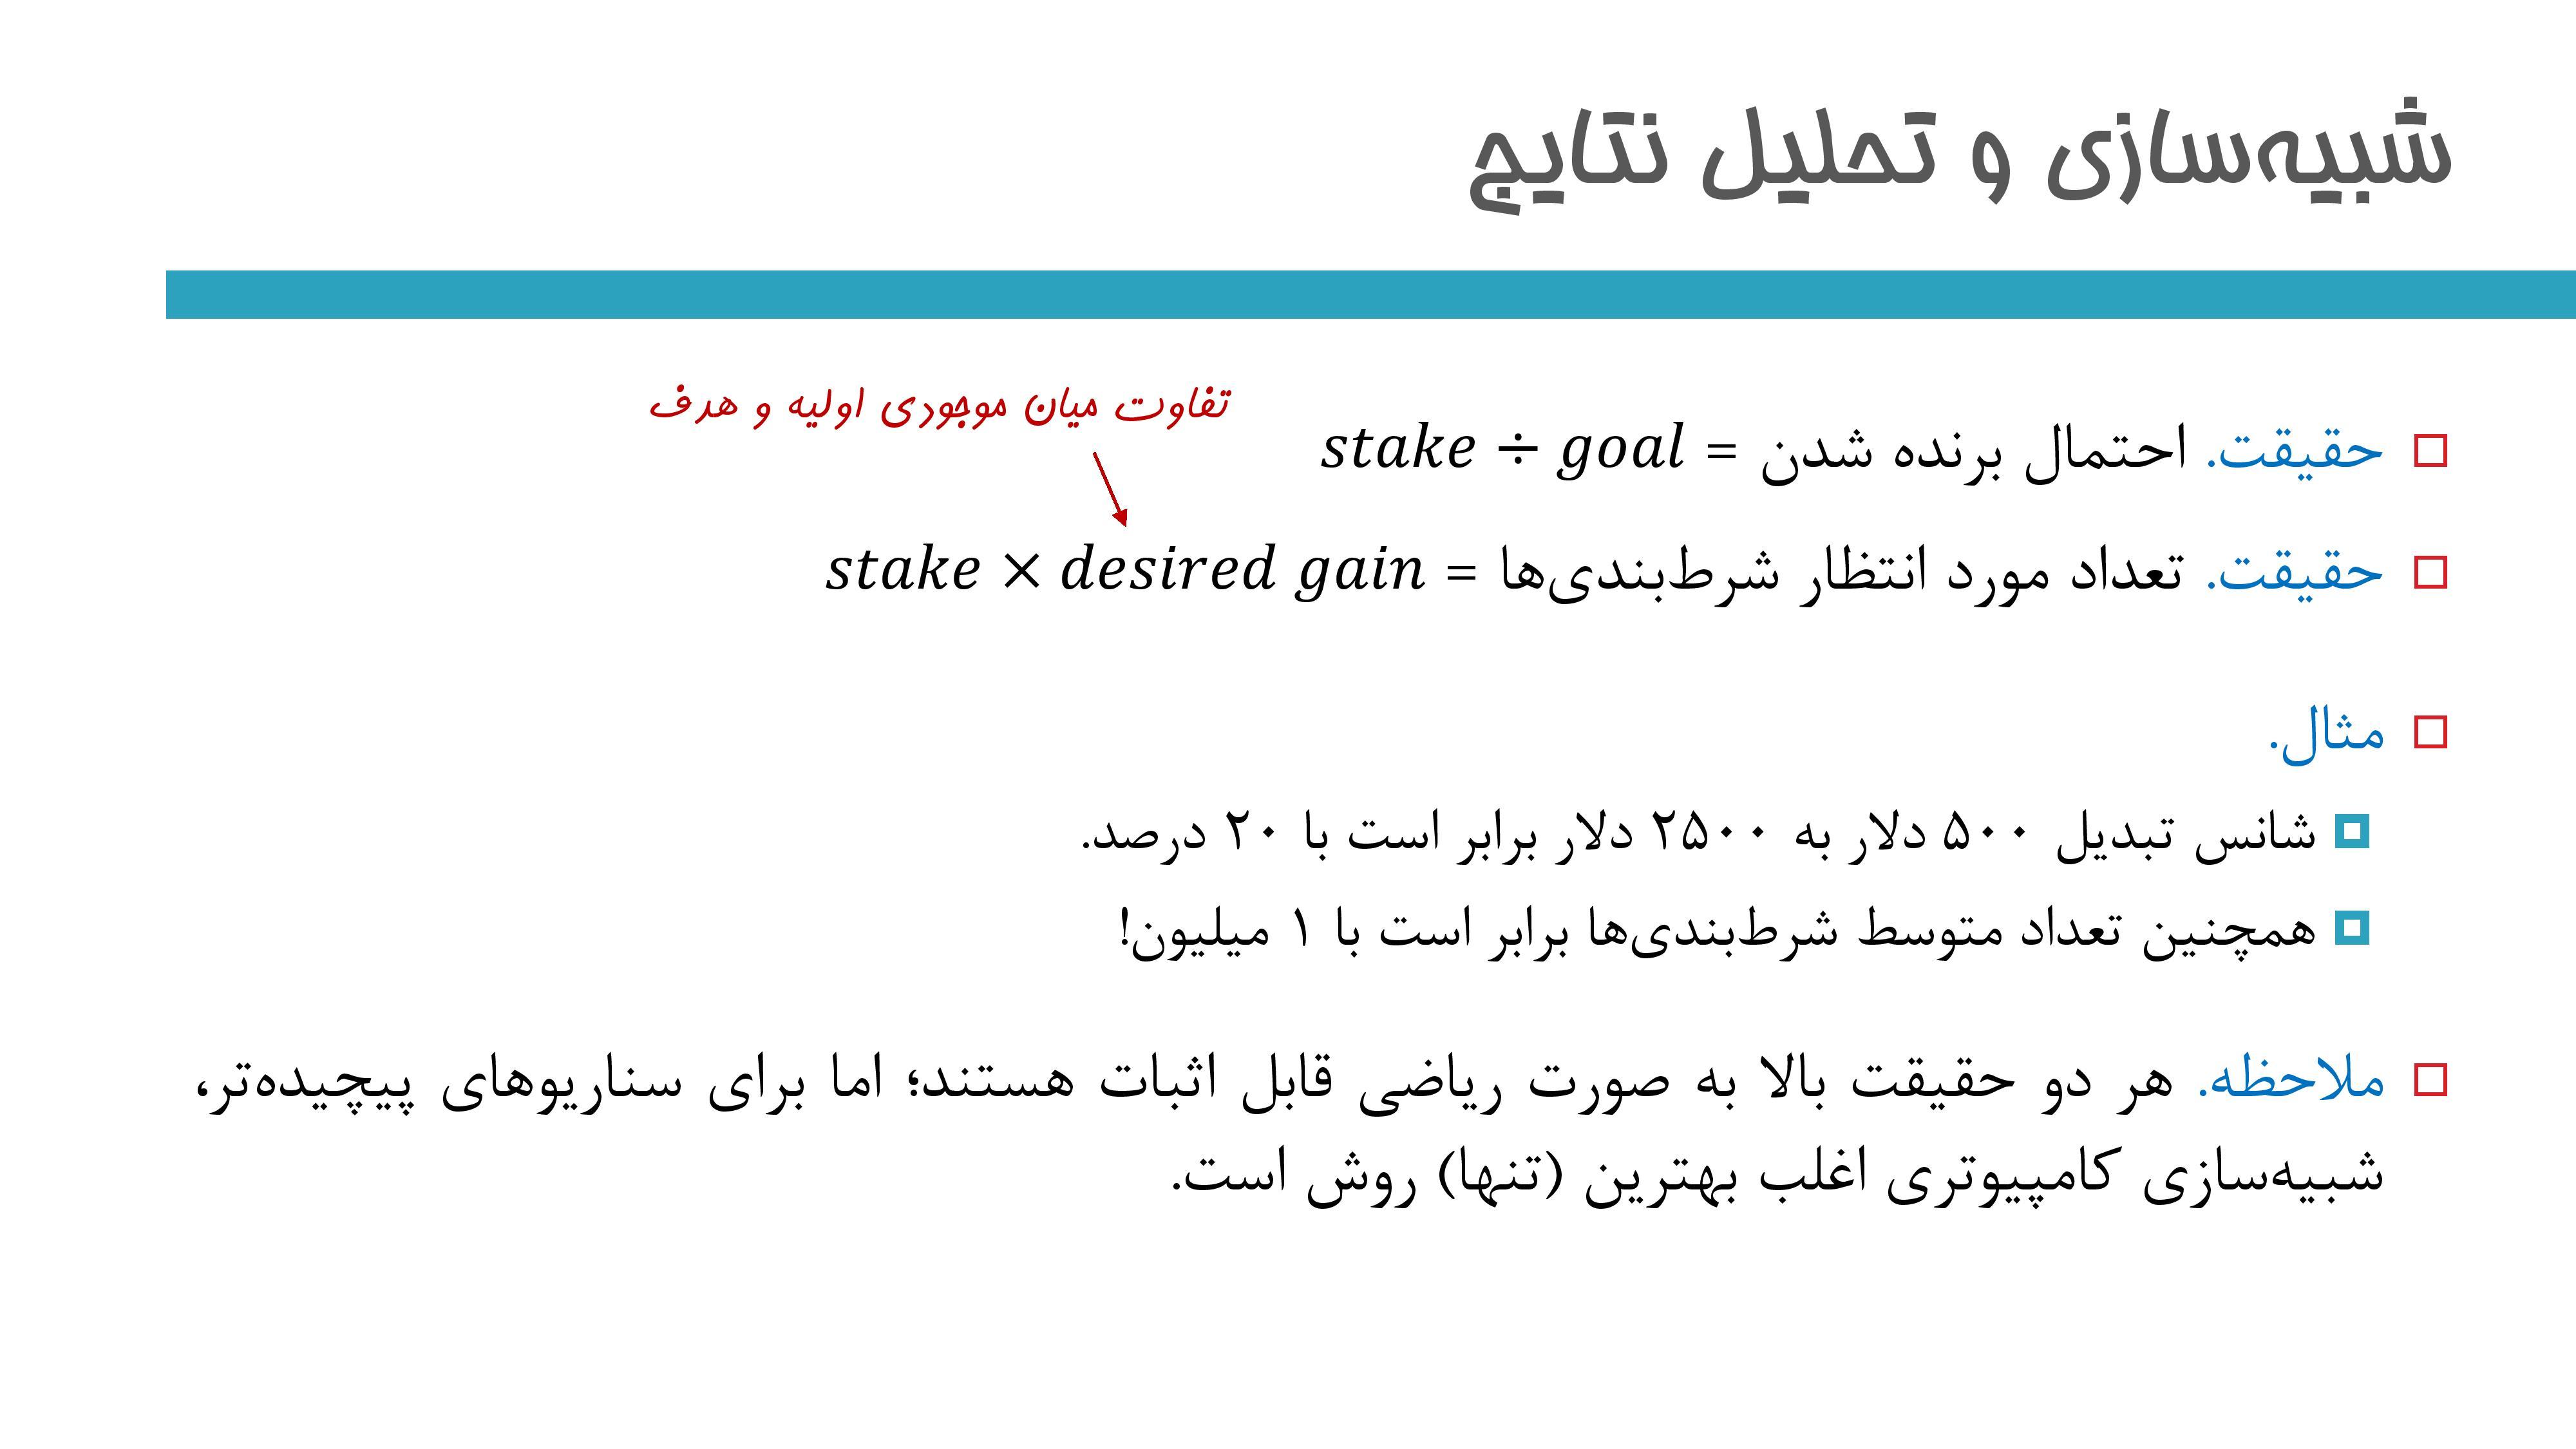 شبیه‌سازی و تحلیل نتایج
تفاوت میان موجودی اولیه و هدف
حقیقت. احتمال برنده شدن = stake ÷ goal
حقیقت. تعداد مورد انتظار شرط‌بندی‌ها = stake × desired gain
مثال.
شانس تبدیل ۵۰۰ دلار به ۲۵۰۰ دلار برابر است با ۲۰ درصد.
همچنین تعداد متوسط شرط‌بندی‌ها برابر است با ۱ میلیون!
ملاحظه. هر دو حقیقت بالا به صورت ریاضی قابل اثبات هستند؛ اما برای سناریوهای پیچیده‌تر،
شبیه‌سازی کامپیوتری اغلب بهترین (تنها) روش است.